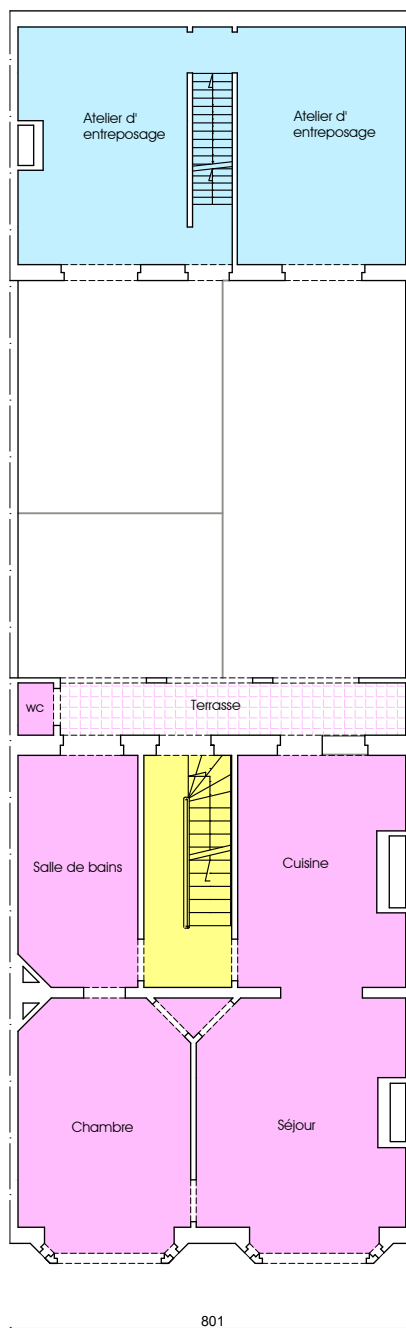 Atelier d'
entreposage
Atelier d'
entreposage
wc
Terrasse
Salle de bains
Cuisine
Chambre
Séjour
801